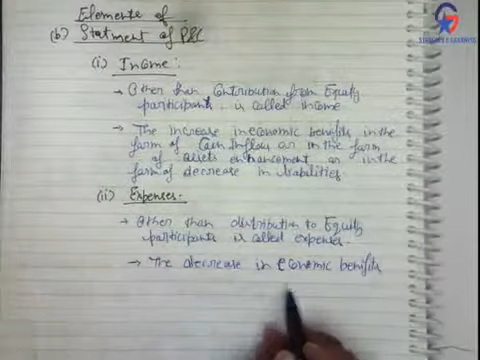 Elements of
(b) Statment of P&L
(i) Income :
→ Other than Contribution from Equity
participants is called income
→ The increase in economic benefits in the
form of Cash Inflow or in the form
of assets enhancement or in the
form of decrease in liabilities
(ii) Expenses:-
→ Other than distribution to Equity
participants is called expenses-
→ The decrease in economic benifits